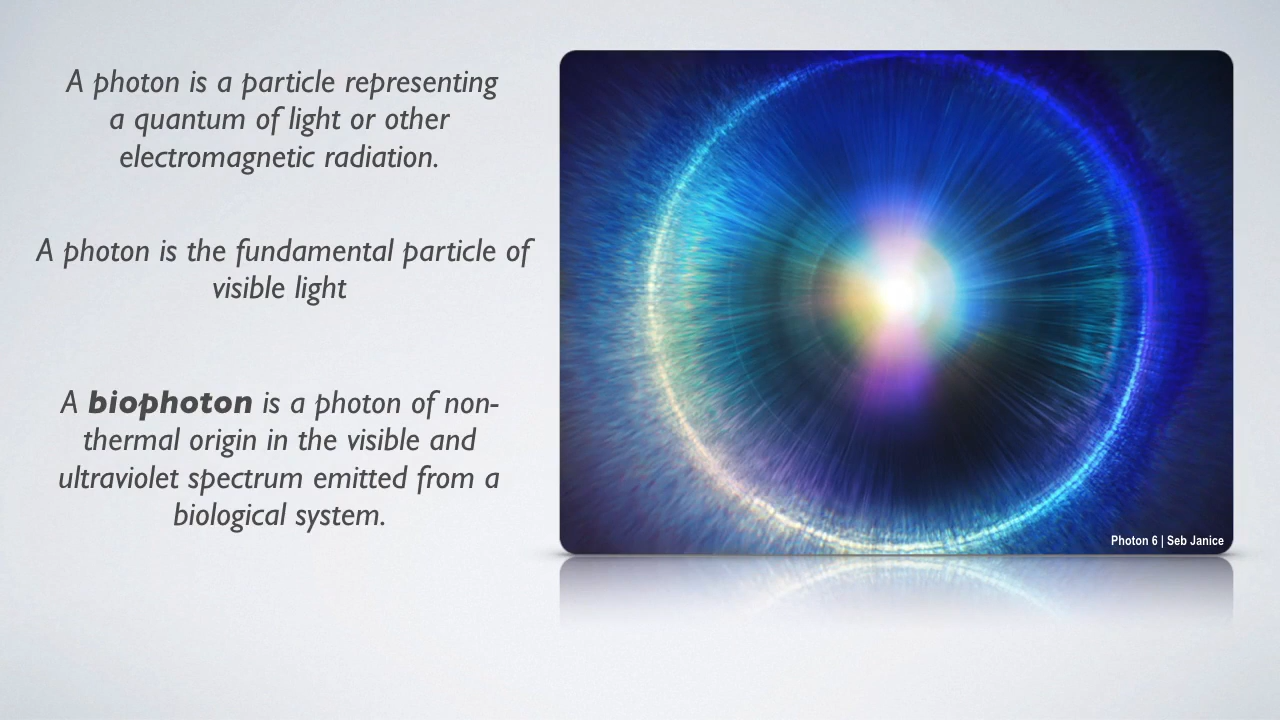 A photon is a particle representing
a quantum of light or other
electromagnetic radiation.
A photon is the fundamental particle of
visible light
A biophoton is a photon of non-
thermal origin in the visible and
ultraviolet spectrum emitted from a
biological system.
Photon 6 | Seb Janice